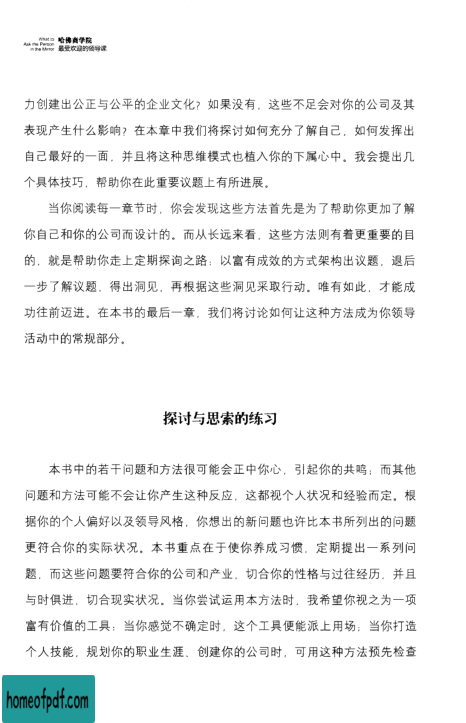 What to
Ask the Person
in the Mirror
哈佛商学院
最受欢迎的领导课
力创建出公正与公平的企业文化？如果没有，这些不足会对你的公司及其
表现产生什么影响？在本章中我们将探讨如何充分了解自己，如何发挥出
自己最好的一面，并且将这种思维模式也植入你的下属心中。我会提出几
个具体技巧，帮助你在此重要议题上有所进展。
当你阅读每一章节时，你会发现这些方法首先是为了帮助你更加了解
你自己和你的公司而设计的。而从长远来看，这些方法则有着更重要的目
的，就是帮助你走上定期探询之路：以富有成效的方式架构出议题，退后
一步了解议题，得出洞见，再根据这些洞见采取行动。唯有如此，才能成
功往前迈进。在本书的最后一章，我们将讨论如何让这种方法成为你领导
活动中的常规部分。
探讨与思索的练习
本书中的若干问题和方法很可能会正中你心，引起你的共鸣；而其他
问题和方法可能不会让你产生这种反应，这都视个人状况和经验而定。根
据你的个人偏好以及领导风格，你想出的新问题也许比本书所列出的问题
更符合你的实际状况。本书重点在于使你养成习惯，定期提出一系列问
题，而这些问题要符合你的公司和产业，切合你的性格与过往经历，并且
与时俱进，切合现实状况。当你尝试运用本方法时，我希望你视之为一项
富有价值的工具：当你感觉不确定时，这个工具便能派上用场；当你打造
个人技能，规划你的职业生涯，创建你的公司时，可用这种方法预先检查
homeofpdf.com